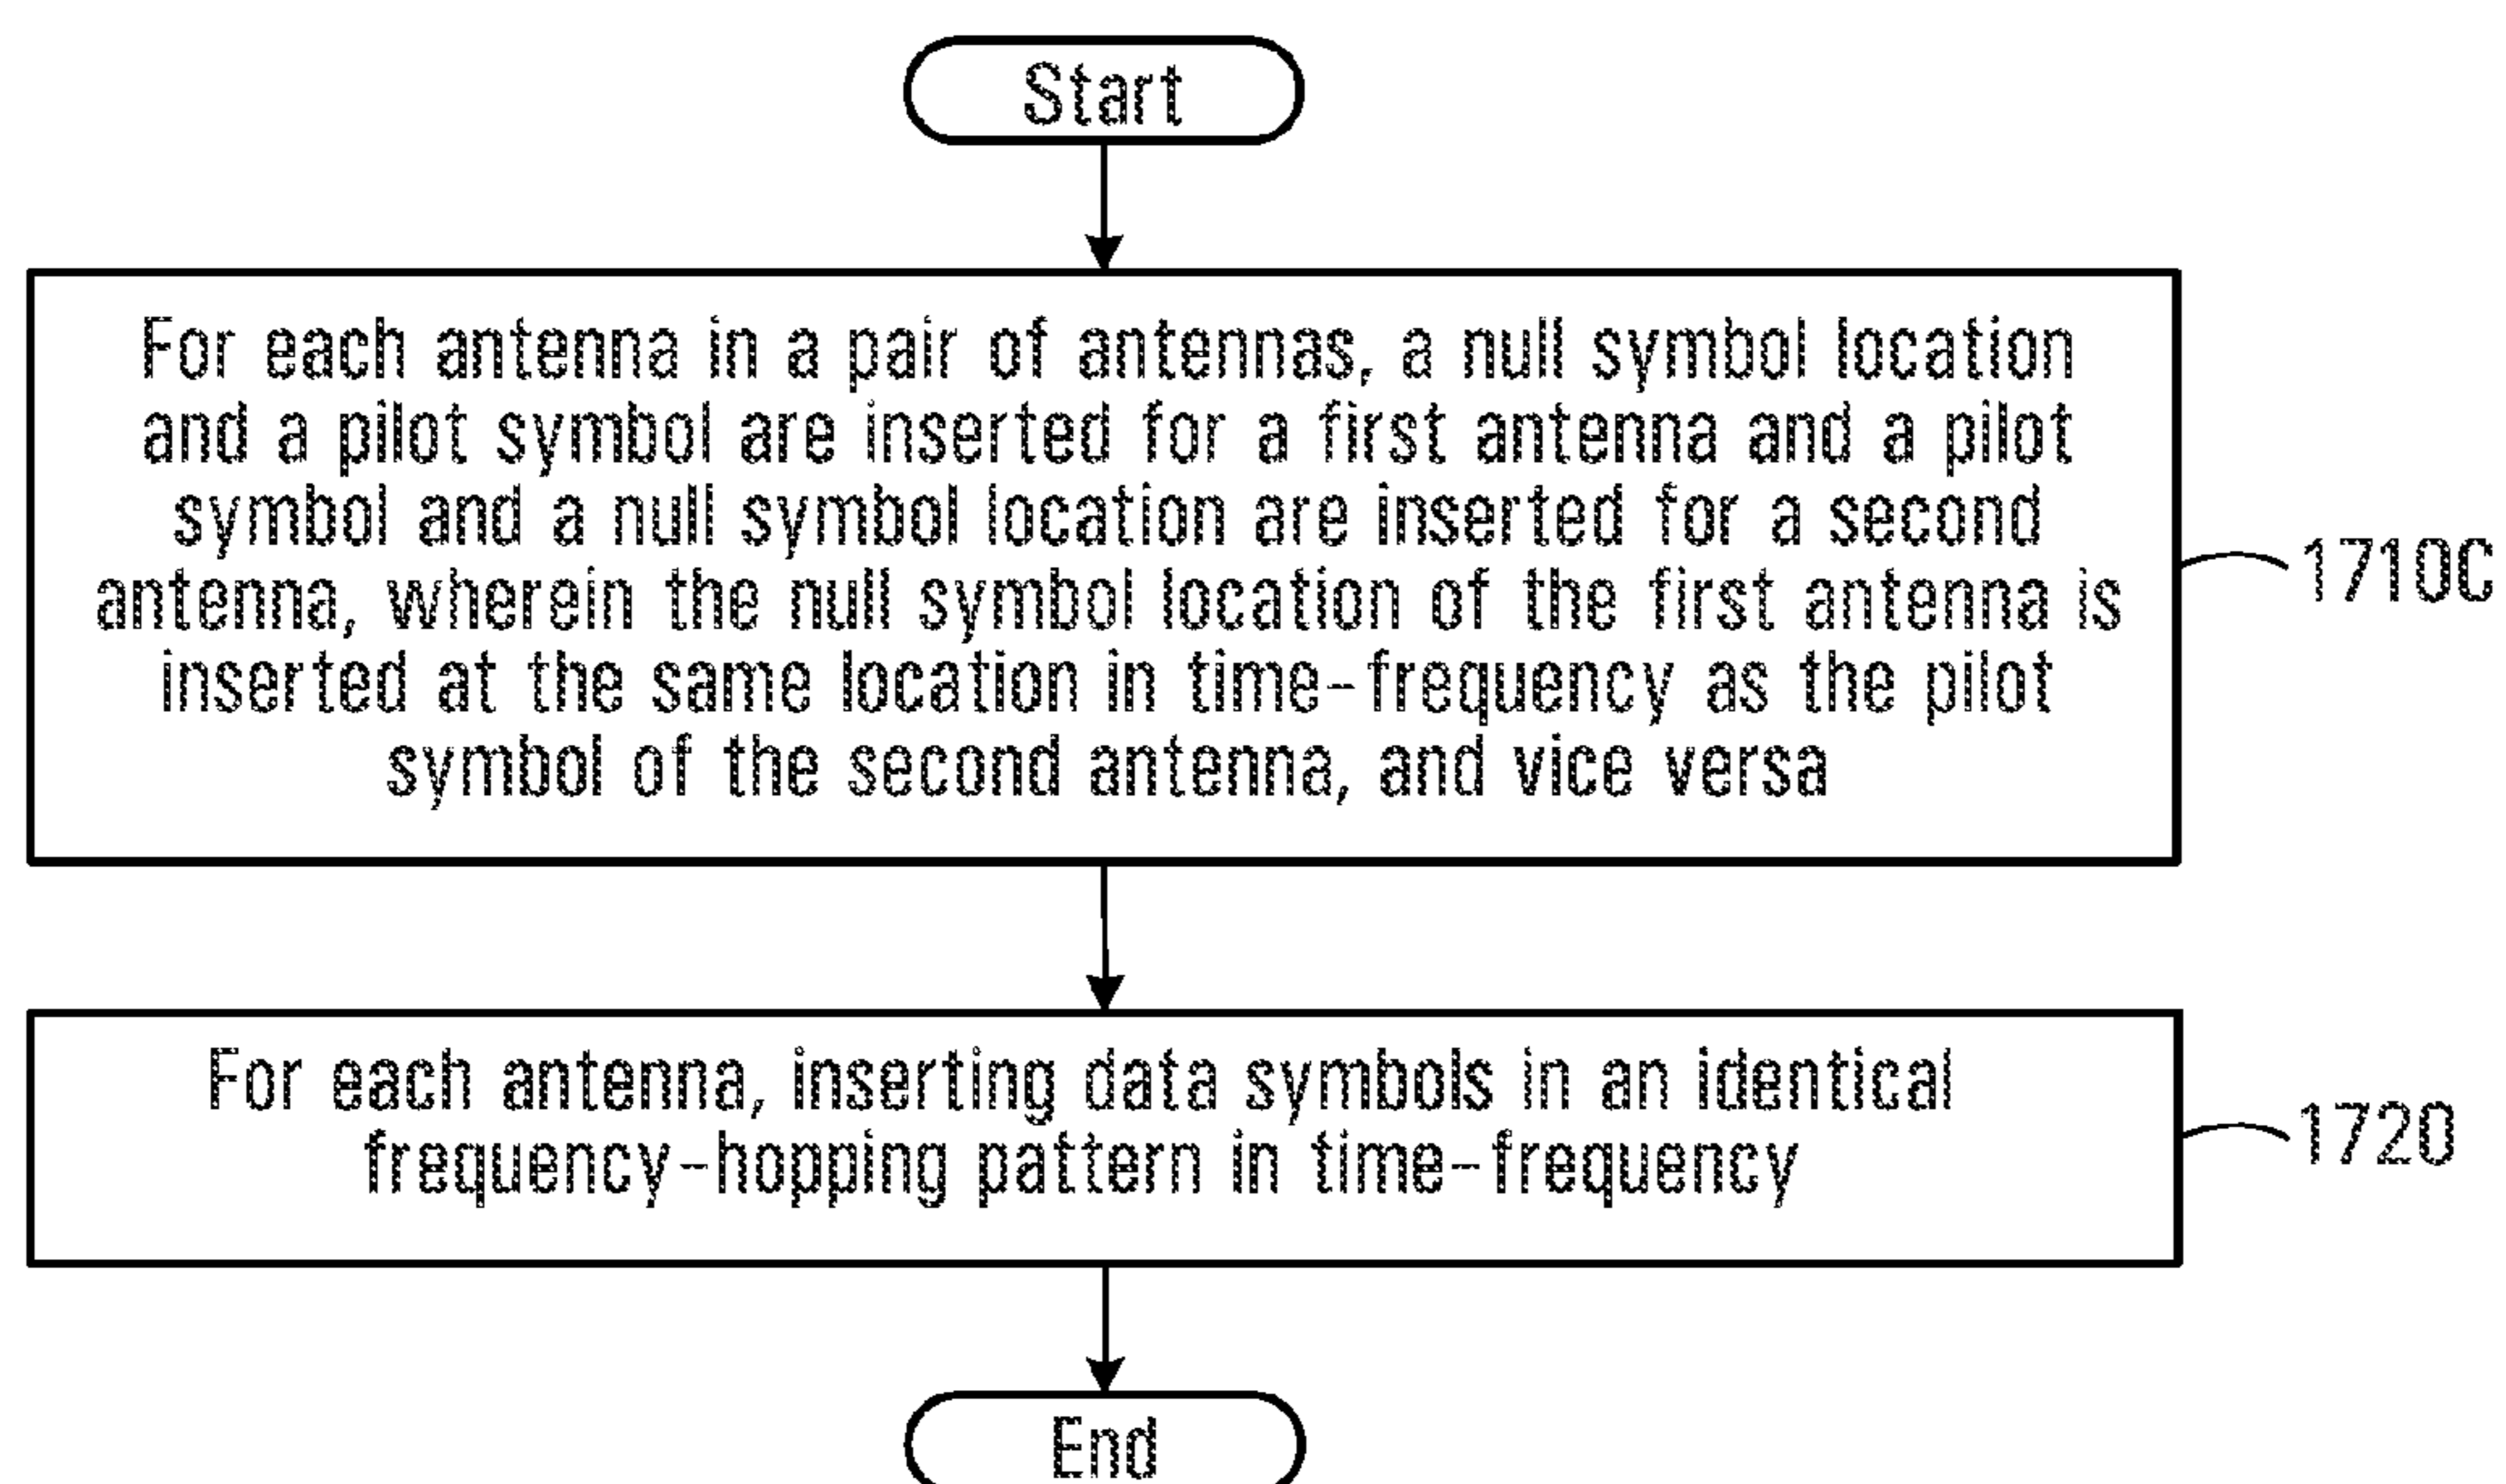 Start
For each antenna in a pair of antennas, a null symbol location
and a pilot symbol are inserted for a first antenna and a pilot
symbol and a null symbol location are inserted for a second
antenna, wherein the null symbol location of the first antenna is
inserted at the same location in time-frequency as the pilot
symbol of the second antenna, and vice versa
1710C
For each antenna, inserting data symbols in an identical
frequency-hopping pattern in time-frequency
1720
End